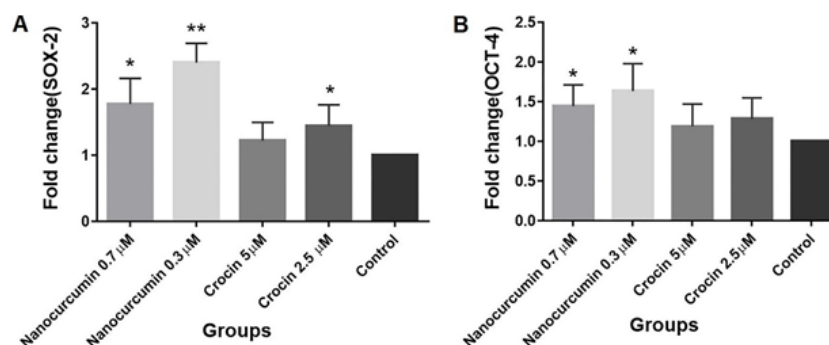 A
Fold change(SOX-2)
3
2
1
0
*
**
*
Nanocurcumin 0.7 μM
Nanocurcumin 0.3 μM
Crocin 5μM
Crocin 2.5 μM
Control
Groups
B
Fold change(OCT-4)
2.5
2.0
1.5
1.0
0.5
0.0
*
*
Nanocurcumin 0.7 μM
Nanocurcumin 0.3 μM
Crocin 5μM
Crocin 2.5μM
Control
Groups